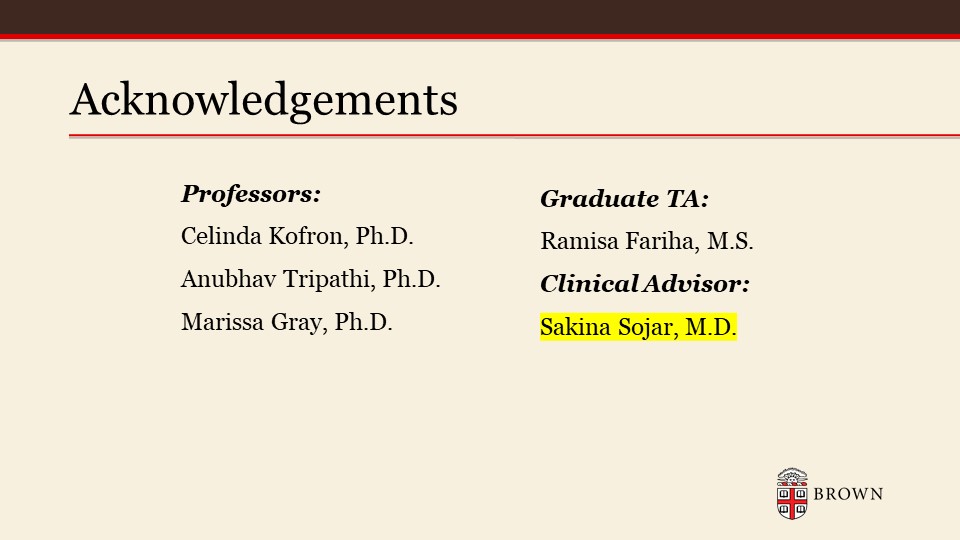 Acknowledgements
Professors:
Celinda Kofron, Ph.D.
Anubhav Tripathi, Ph.D.
Marissa Gray, Ph.D.
Graduate TA:
Ramisa Fariha, M.S.
Clinical Advisor:
Sakina Sojar, M.D.
BROWN